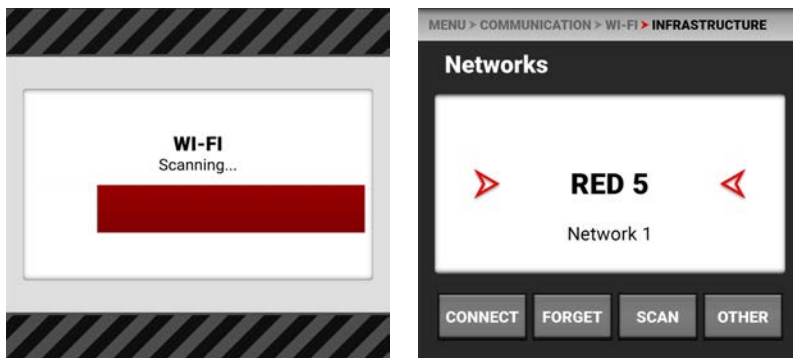 WI-FI
Scanning...
MENU > COMMUNICATION > WI-FI > INFRASTRUCTURE
Networks
RED 5
Network 1
CONNECT FORGET SCAN OTHER